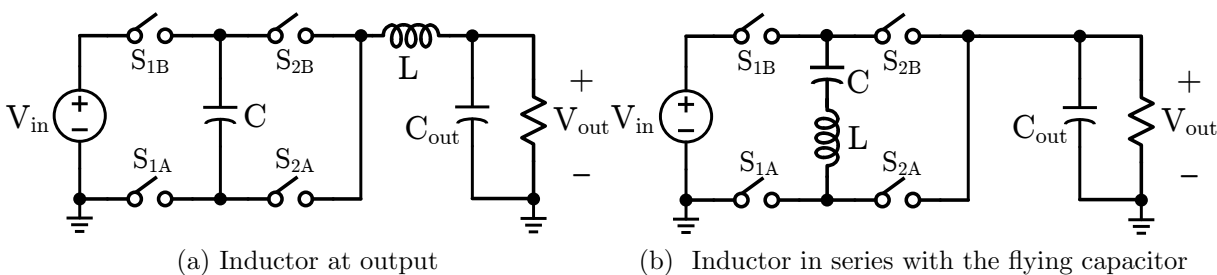 S1B S2B L S1B S2B
Vin + − C Cout + Vout − Vin + − C L Cout + Vout −
S1A S2A S1A S2A
(a) Inductor at output (b) Inductor in series with the flying capacitor